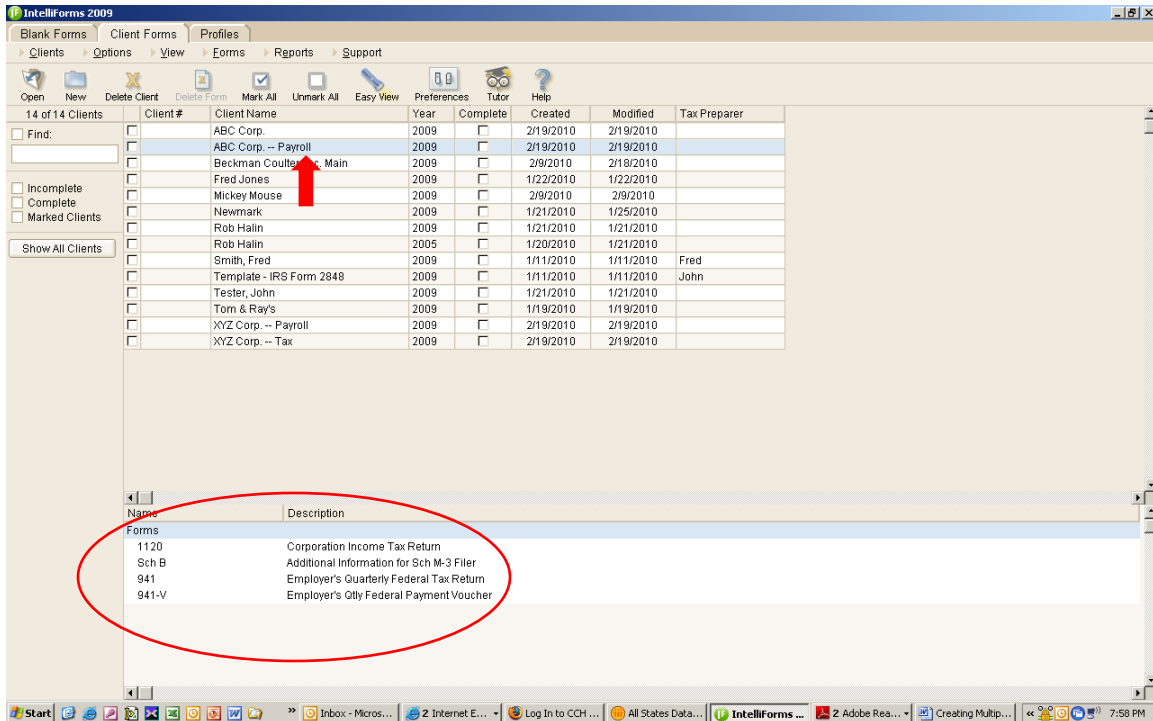 IntelliForms 2009
Blank Forms Client Forms Profiles
Clients Options View Forms Reports Support
Open New Delete Client Delete Form Mark All Unmark All Easy View Preferences Tutor Help
14 of 14 Clients Client # Client Name Year Complete Created Modified Tax Preparer
Find:
Incomplete
Complete
Marked Clients
Show All Clients
ABC Corp. 2009 2/19/2010 2/19/2010
ABC Corp. -- Payroll 2009 2/19/2010 2/19/2010
Beckman Coulter c. Main 2009 2/9/2010 2/18/2010
Fred Jones 2009 1/22/2010 1/22/2010
Mickey Mouse 2009 2/9/2010 2/9/2010
Newmark 2009 1/21/2010 1/25/2010
Rob Halin 2009 1/21/2010 1/21/2010
Rob Halin 2005 1/20/2010 1/21/2010
Smith, Fred 2009 1/11/2010 1/11/2010 Fred
Template - IRS Form 2848 2009 1/11/2010 1/11/2010 John
Tester, John 2009 1/21/2010 1/21/2010
Tom & Ray's 2009 1/19/2010 1/19/2010
XYZ Corp. -- Payroll 2009 2/19/2010 2/19/2010
XYZ Corp. -- Tax 2009 2/19/2010 2/19/2010
Name Description
Forms
1120 Corporation Income Tax Return
Sch B Additional Information for Sch M-3 Filer
941 Employer's Quarterly Federal Tax Return
941-V Employer's Qtly Federal Payment Voucher
Start » Inbox - Micros... 2 Internet E... Log In to CCH ... All States Data... IntelliForms ... 2 Adobe Rea... Creating Multip... « 7:58 PM